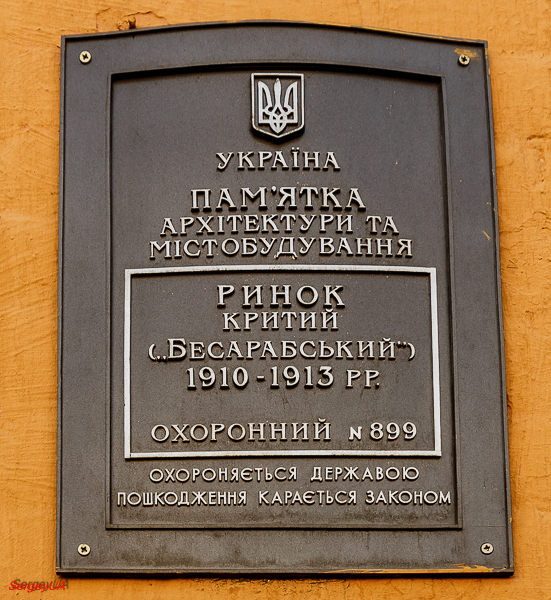 УКРАЇНА
ПАМ'ЯТКА
АРХІТЕКТУРИ ТА
МІСТОБУДУВАННЯ
РИНОК
КРИТИЙ
(„БЕСАРАБСЬКИЙ“)
1910 - 1913 РР.
ОХОРОННИЙ N 899
ОХОРОНЯЄТЬСЯ ДЕРЖАВОЮ
ПОШКОДЖЕННЯ КАРАЄТЬСЯ ЗАКОНОМ